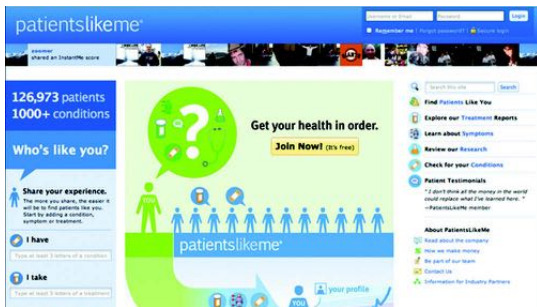 patientslikeme®
Username or Email
Password
Login
Remember me | Forgot password? | Secure login
summer
shared an InstantMe score
126,973 patients
1000+ conditions
Who's like you?
Share your experience.
The more you share, the easier it
will be to find patients like you.
Start by adding a condition,
symptom or treatment.
I have
Type at least 3 letters of a condition
I take
Type at least 3 letters of a treatment
?
Get your health in order.
Join Now! (It's free)
YOU
patientslikeme®
YOU
your profile
Search this site
Search
Find Patients Like You
Explore our Treatment Reports
Learn about Symptoms
Review our Research
Check for your Conditions
Patient Testimonials
"I don't think all the money in the world
could replace what I've learned here. "
—PatientsLikeMe member
About PatientsLikeMe
Read about the company
How we make money
Be part of our team
Contact Us
Information for Industry Partners